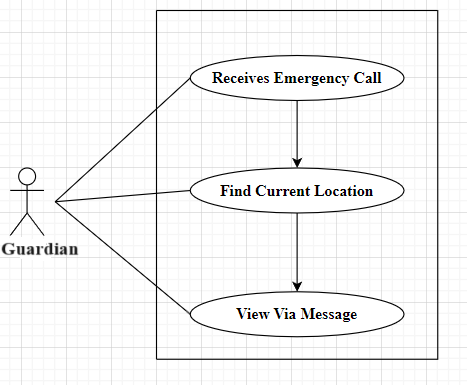 Receives Emergency Call
Find Current Location
Guardian
View Via Message